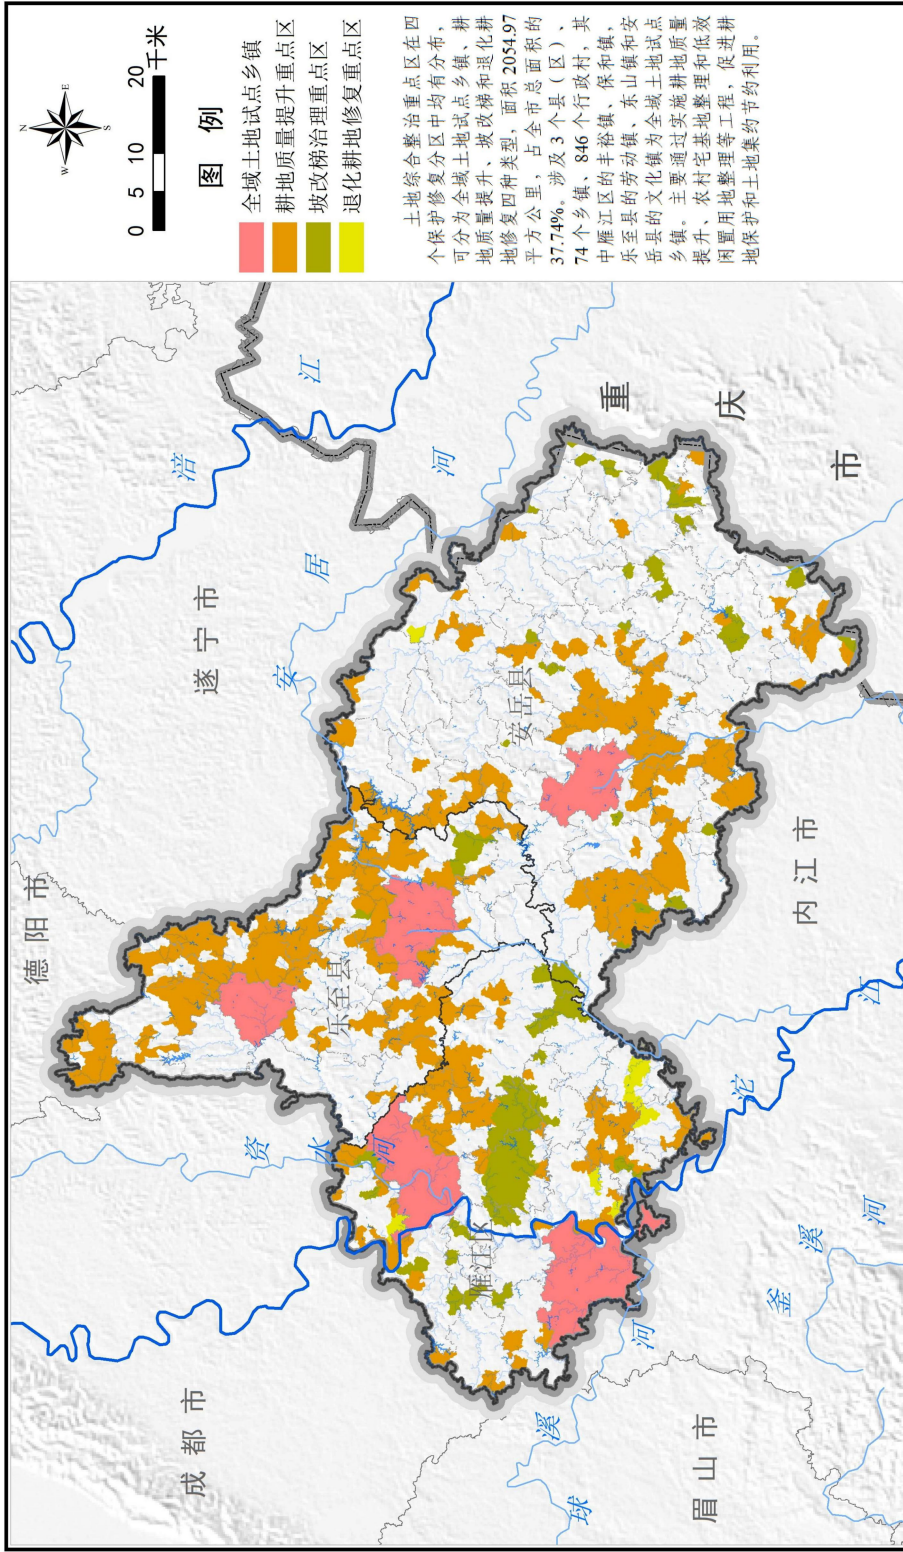 N
W
E
S
0 5 10 20
千米
图 例
全域土地试点乡镇
耕地质量提升重点区
坡改梯治理重点区
退化耕地修复重点区
土地综合整治重点区在四
个保护修复分区中均有分布，
可分为全域土地试点乡镇、耕
地质量提升、坡改梯和退化耕
地修复四种类型，面积 2054.97
平方公里，占全市总面积的
37.74%。涉及 3 个县（区）、
74 个乡镇、846 个行政村，其
中雁江区的丰裕镇、保和镇，
乐至县的劳动镇、东山镇和安
岳县的文化镇为全域土地试点
乡镇。主要通过实施耕地质量
提升、农村宅基地整理和低效
闲置用地整理等工程，促进耕
地保护和土地集约节约利用。
德阳市
遂宁市
成都市
眉山市
内江市
重庆市
乐至县
安岳县
雁江区
涪江
安居河
资水河
沱江
球溪河
釜溪河